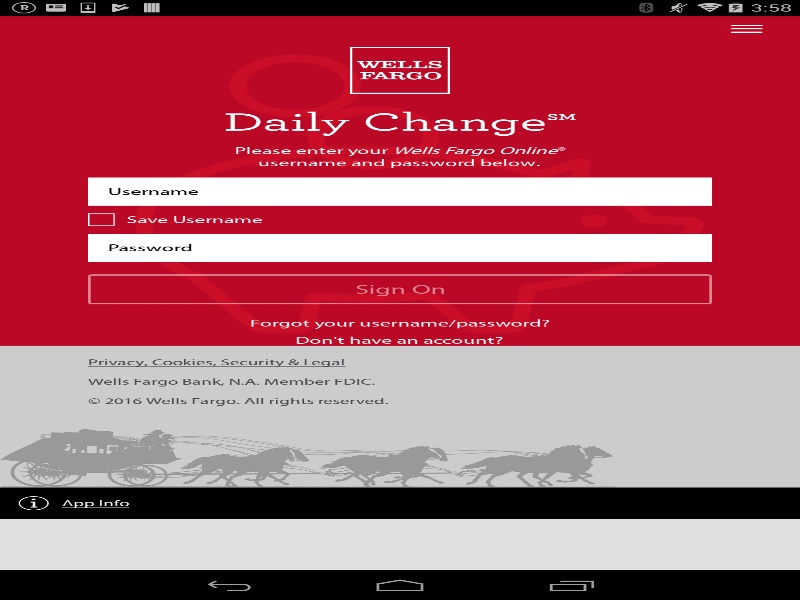 R
3:58
WELLS
FARGO
Daily Change℠
Please enter your Wells Fargo Online®
username and password below.
Username
Save Username
Password
Sign On
Forgot your username/password?
Don't have an account?
Privacy, Cookies, Security & Legal
Wells Fargo Bank, N.A. Member FDIC.
© 2016 Wells Fargo. All rights reserved.
App Info